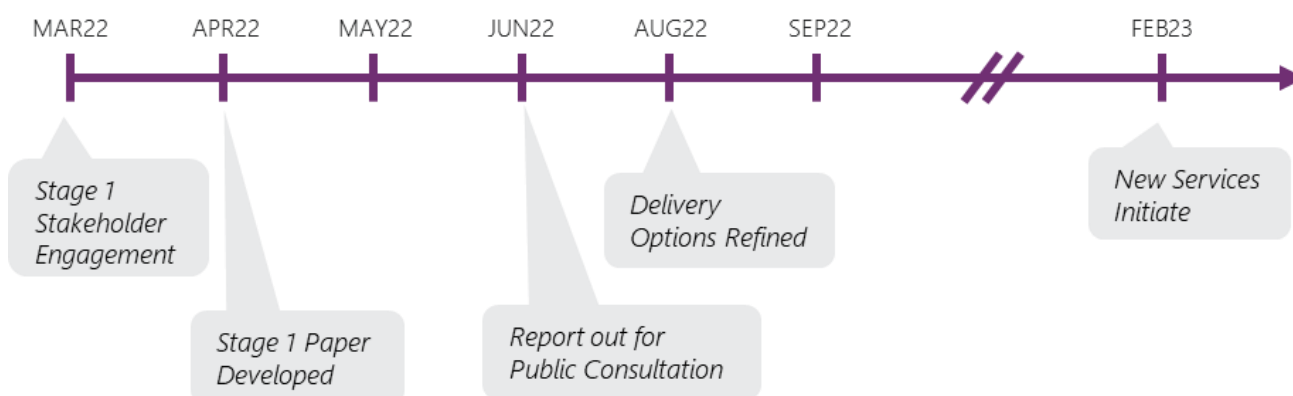 MAR22 APR22 MAY22 JUN22 AUG22 SEP22 FEB23
Stage 1
Stakeholder
Engagement
Stage 1 Paper
Developed
Report out for
Public Consultation
Delivery
Options Refined
New Services
Initiate